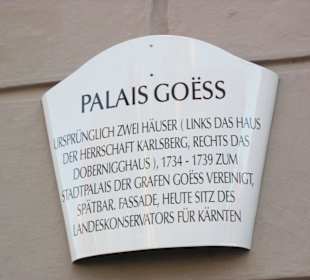 PALAIS GOËSS
URSPRÜNGLICH ZWEI HÄUSER ( LINKS DAS HAUS
DER HERRSCHAFT KARLSBERG, RECHTS DAS
DOBERNIGGHAUS ), 1734 - 1739 ZUM
STADTPALAIS DER GRAFEN GOËSS VEREINIGT,
SPÄTBAR. FASSADE, HEUTE SITZ DES
LANDESKONSERVATORS FÜR KÄRNTEN